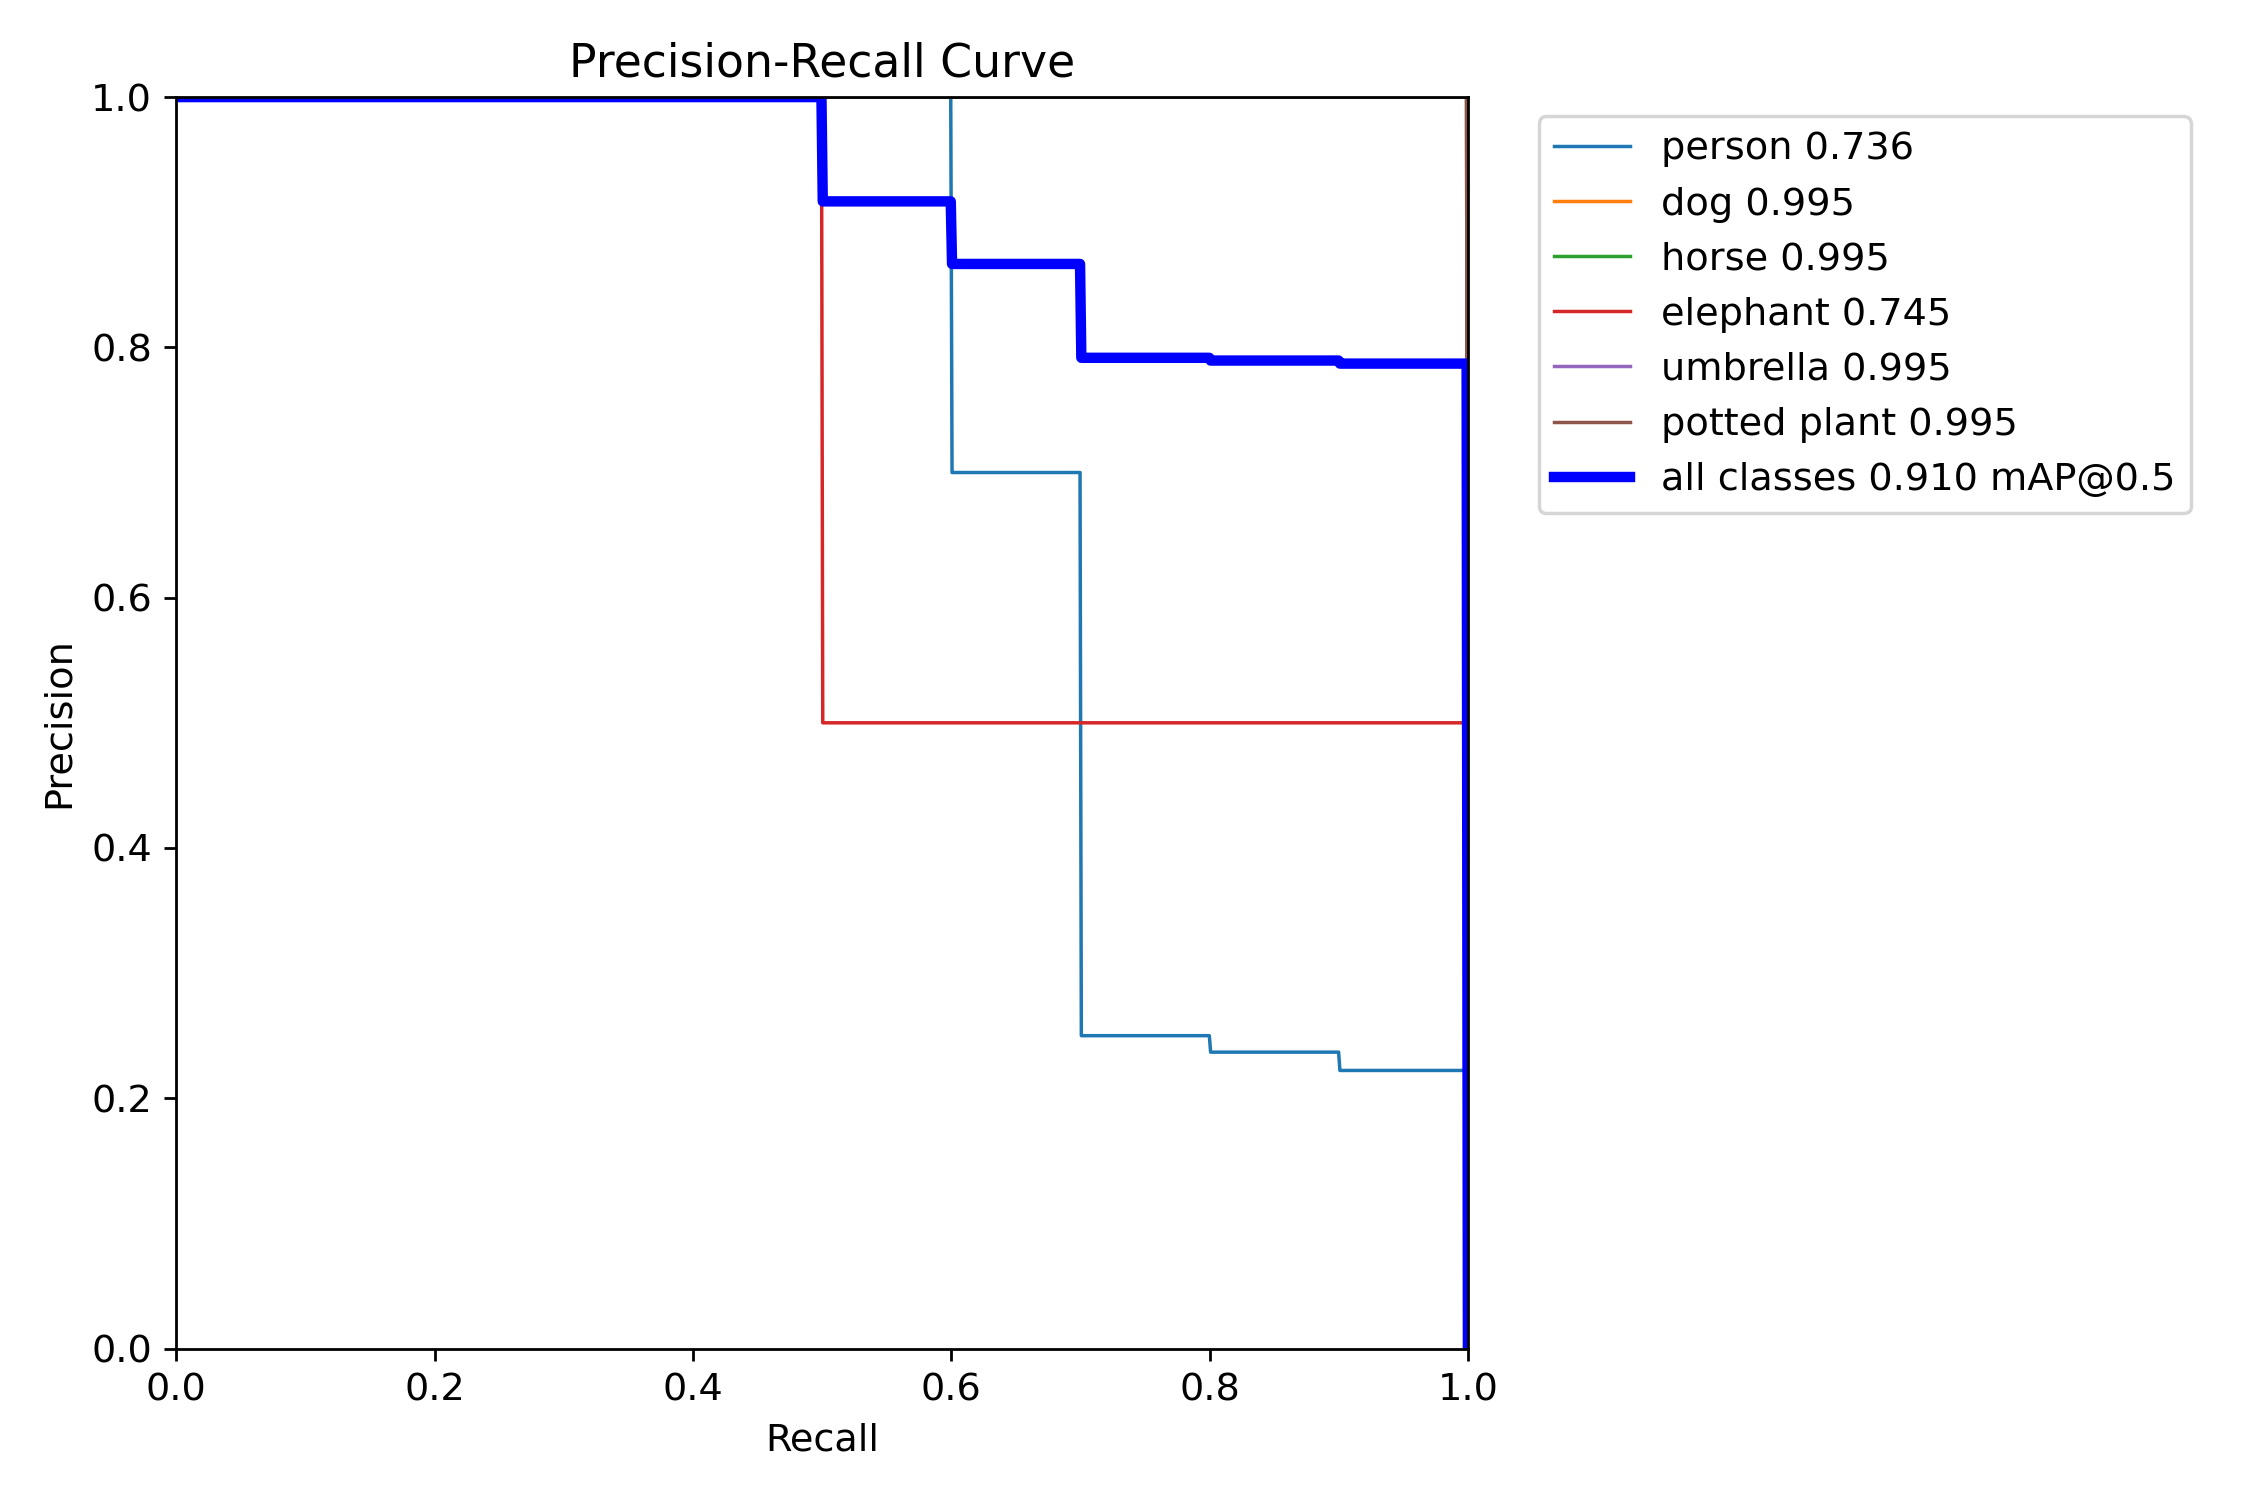 Precision-Recall Curve
1.0
0.8
0.6
0.4
0.2
0.0
Precision
0.0 0.2 0.4 0.6 0.8 1.0
Recall
person 0.736
dog 0.995
horse 0.995
elephant 0.745
umbrella 0.995
potted plant 0.995
all classes 0.910 mAP@0.5